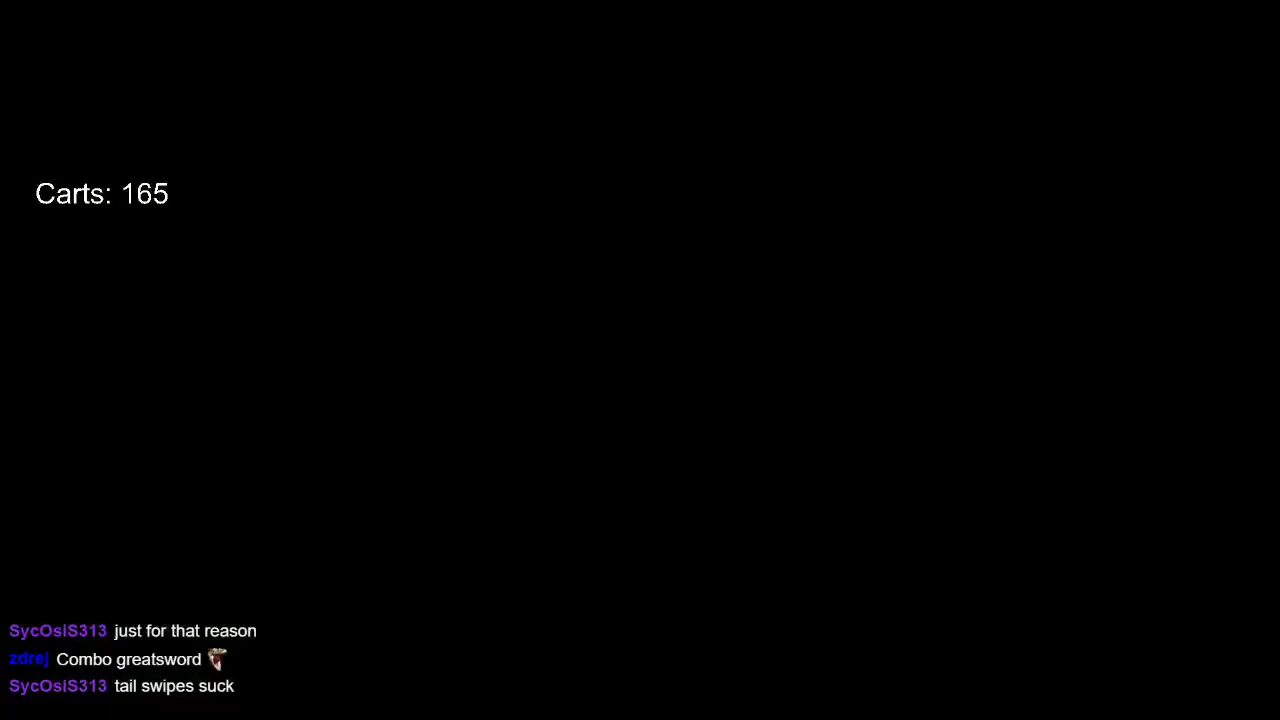 Carts: 165
SycOsiS313 just for that reason
zdrej Combo greatsword
SycOsiS313 tail swipes suck